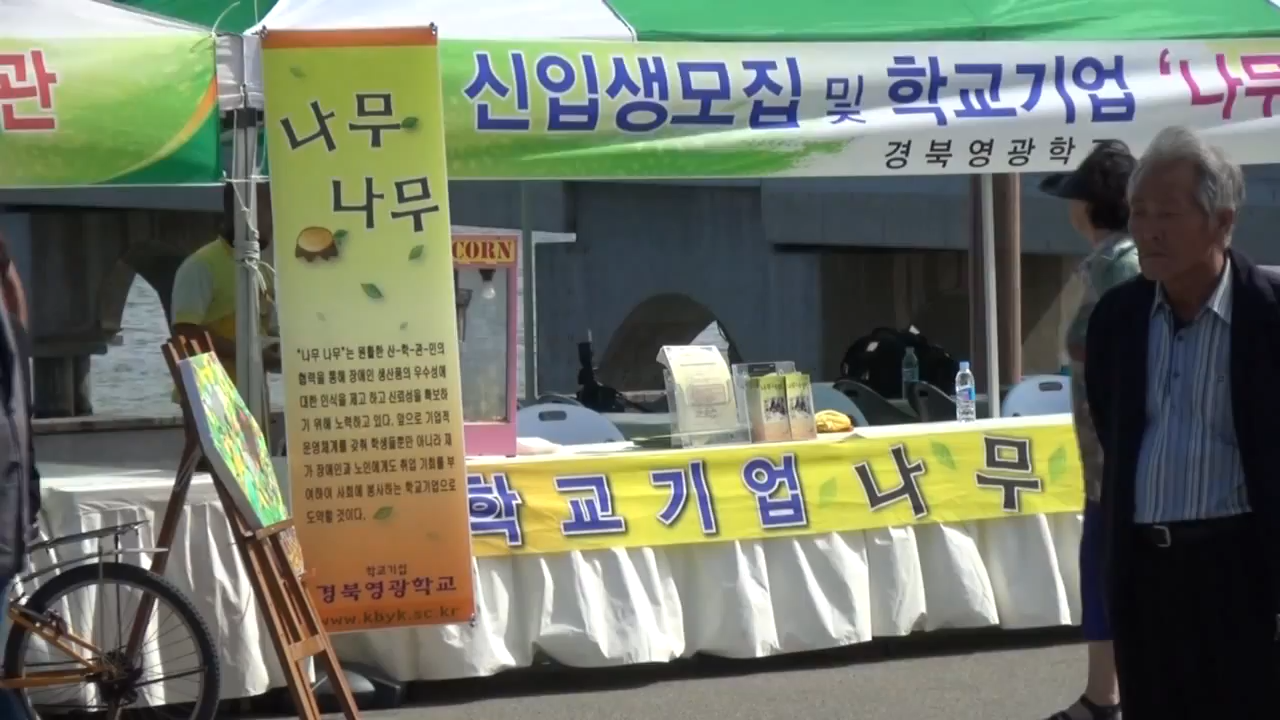 관
신입생모집 및 학교기업 '나무
경북영광학교
나무
나무
"나무 나무"는 원활한 산-학-관-민의
협력을 통해 장애인 생산품의 우수성에
대한 인식을 제고 하고 신뢰성을 확보하
기 위해 노력하고 있다. 앞으로 기업적
운영체계를 갖춰 학생들뿐만 아니라 재
가 장애인과 노인에게도 취업 기회를 부
여하여 사회에 봉사하는 학교기업으로
도약할 것이다.
학교기업
경북영광학교
www.kbyk.sc.kr
CORN
학교기업 나무